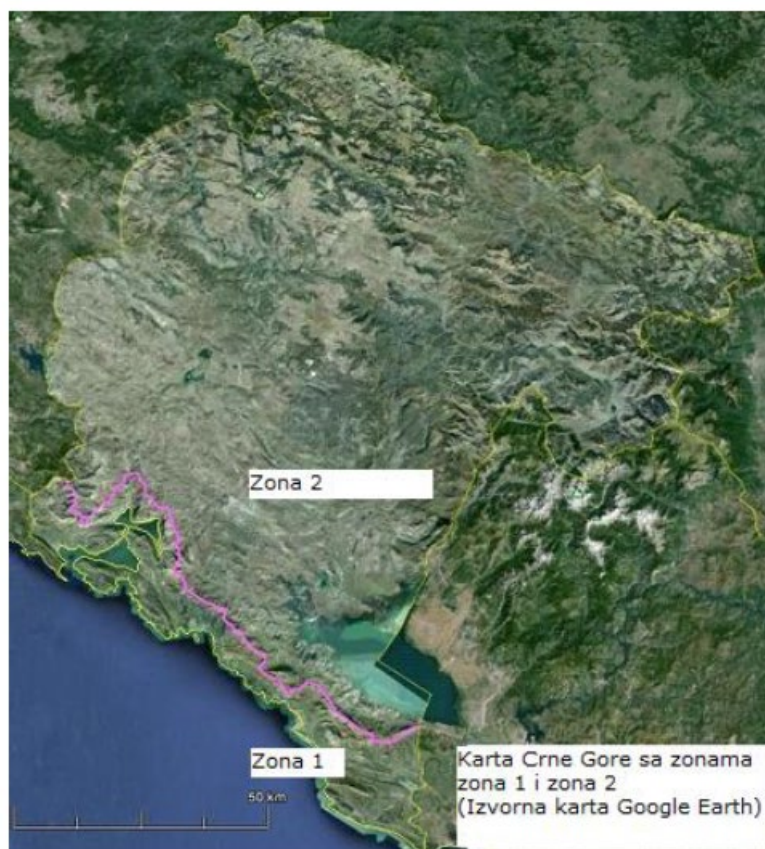 Zona 2
Zona 1
50 km
Karta Crne Gore sa zonama
zona 1 i zona 2
(Izvorna karta Google Earth)